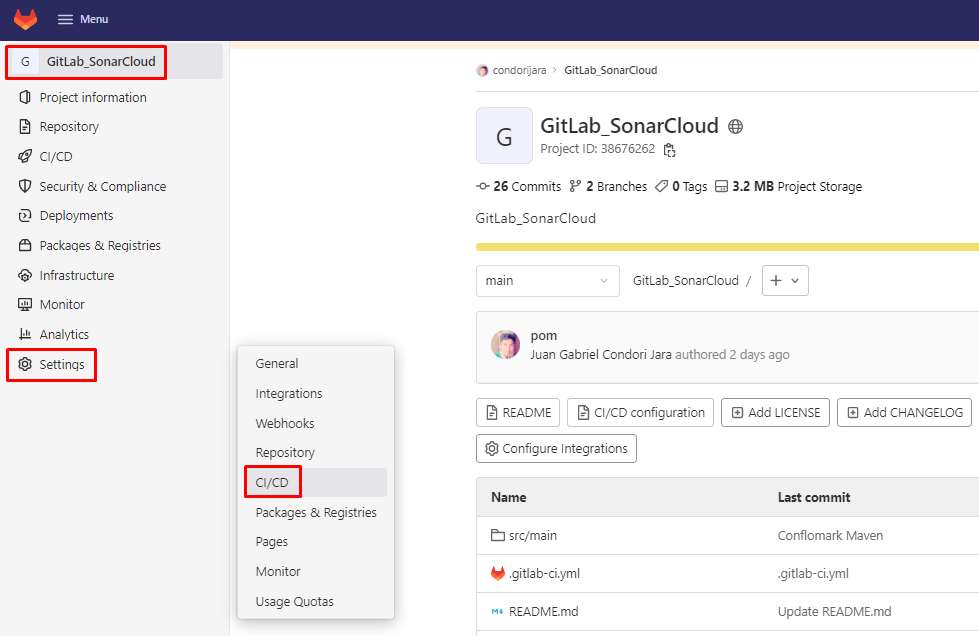 Menu
G GitLab_SonarCloud
Project information
Repository
CI/CD
Security & Compliance
Deployments
Packages & Registries
Infrastructure
Monitor
Analytics
Settings
General
Integrations
Webhooks
Repository
CI/CD
Packages & Registries
Pages
Monitor
Usage Quotas
condorijara > GitLab_SonarCloud
G
GitLab_SonarCloud
Project ID: 38676262
26 Commits 2 Branches 0 Tags 3.2 MB Project Storage
GitLab_SonarCloud
main GitLab_SonarCloud / +
pom
Juan Gabriel Condori Jara authored 2 days ago
README CI/CD configuration Add LICENSE Add CHANGELOG
Configure Integrations
Name Last commit
src/main Conflomark Maven
.gitlab-ci.yml .gitlab-ci.yml
README.md Update README.md